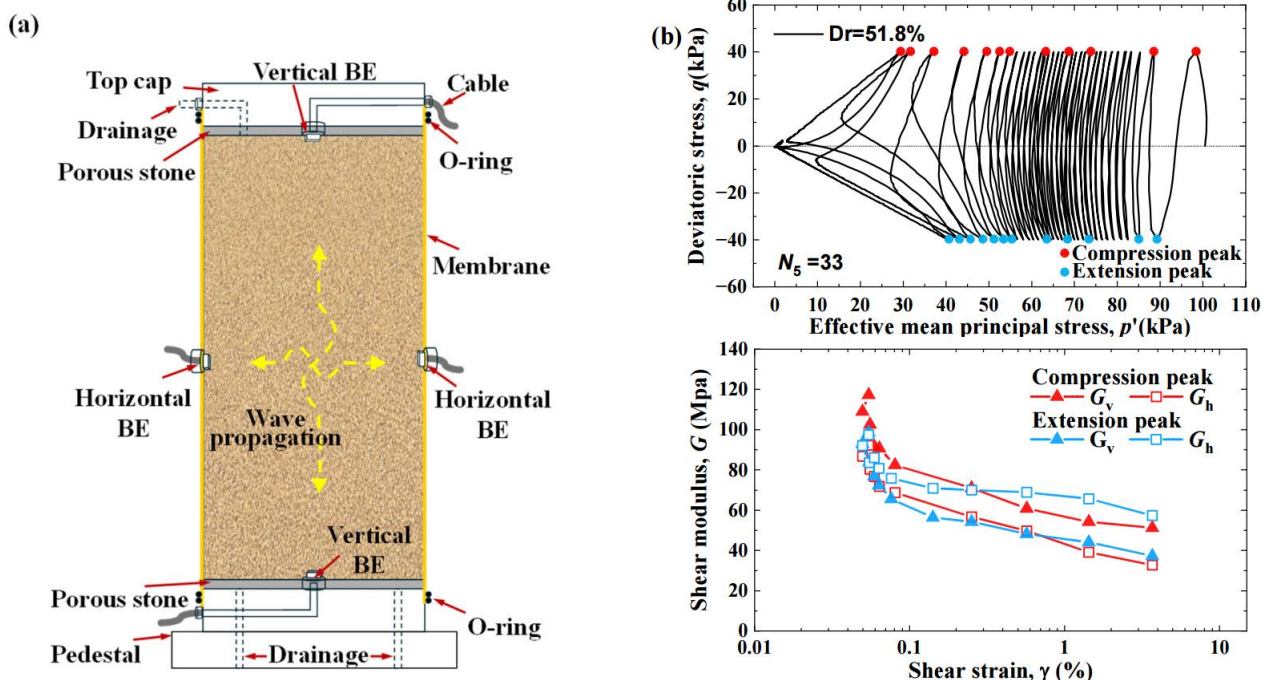 (a)
Top cap
Vertical BE
Cable
Drainage
O-ring
Porous stone
Membrane
Horizontal
BE
Horizontal
BE
Wave
propagation
Vertical
BE
Porous stone
O-ring
Pedestal
Drainage
(b)
Dr=51.8%
N5 =33
Compression peak
Extension peak
60
40
20
0
−20
−40
−60
Deviatoric stress, q(kPa)
0 10 20 30 40 50 60 70 80 90 100 110
Effective mean principal stress, p'(kPa)
140
120
100
80
60
40
20
0
Shear modulus, G (Mpa)
Compression peak
Gv Gh
Extension peak
Gv Gh
0.01 0.1 1 10
Shear strain, γ (%)